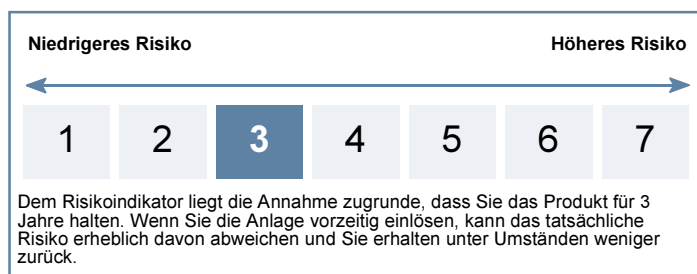 Niedrigeres Risiko Höheres Risiko
1 2 3 4 5 6 7
Dem Risikoindikator liegt die Annahme zugrunde, dass Sie das Produkt für 3
Jahre halten. Wenn Sie die Anlage vorzeitig einlösen, kann das tatsächliche
Risiko erheblich davon abweichen und Sie erhalten unter Umständen weniger
zurück.